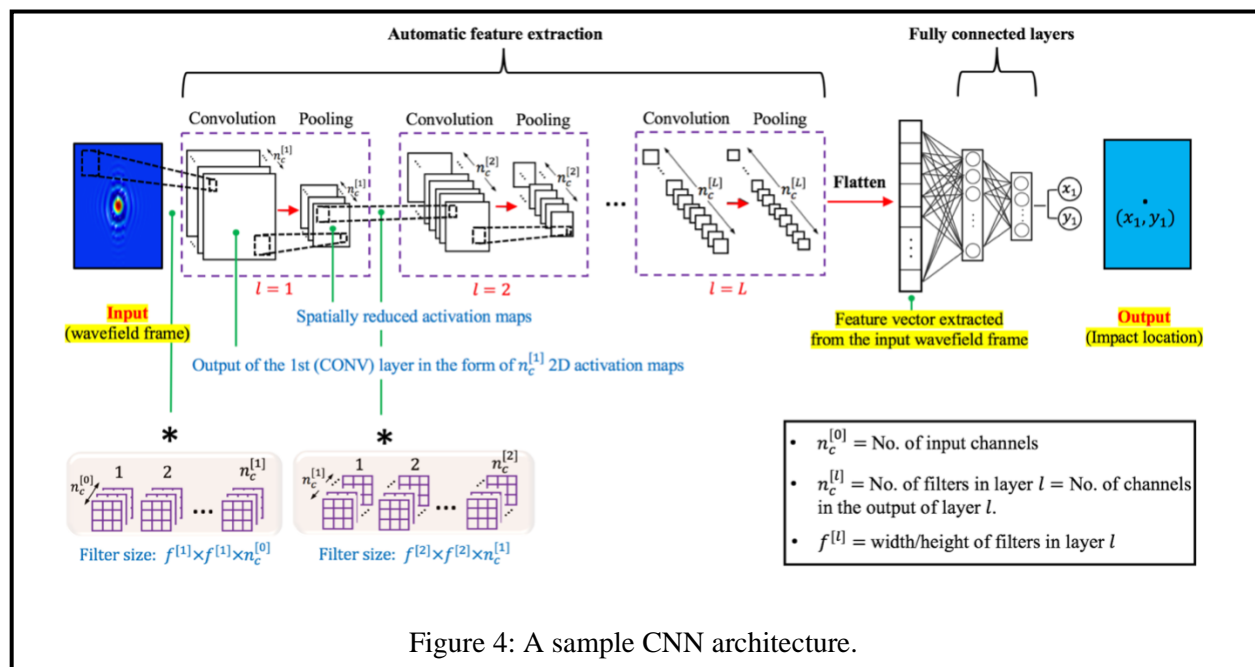 Automatic feature extraction
Fully connected layers
Convolution
Pooling
Convolution
Pooling
Convolution
Pooling
n_c^{[1]}
n_c^{[1]}
n_c^{[2]}
n_c^{[2]}
n_c^{[L]}
n_c^{[L]}
Flatten
x_1
y_1
(x_1, y_1)
l = 1
l = 2
l = L
Input
(wavefield frame)
Spatially reduced activation maps
Feature vector extracted
from the input wavefield frame
Output
(Impact location)
Output of the 1st (CONV) layer in the form of n_c^{[1]} 2D activation maps
*
*
1 2 n_c^{[1]}
n_c^{[0]}
...
Filter size: f^{[1]}×f^{[1]}×n_c^{[0]}
1 2 n_c^{[2]}
n_c^{[1]}
...
Filter size: f^{[2]}×f^{[2]}×n_c^{[1]}
• n_c^{[0]} = No. of input channels
• n_c^{[l]} = No. of filters in layer l = No. of channels
in the output of layer l.
• f^{[l]} = width/height of filters in layer l
Figure 4: A sample CNN architecture.